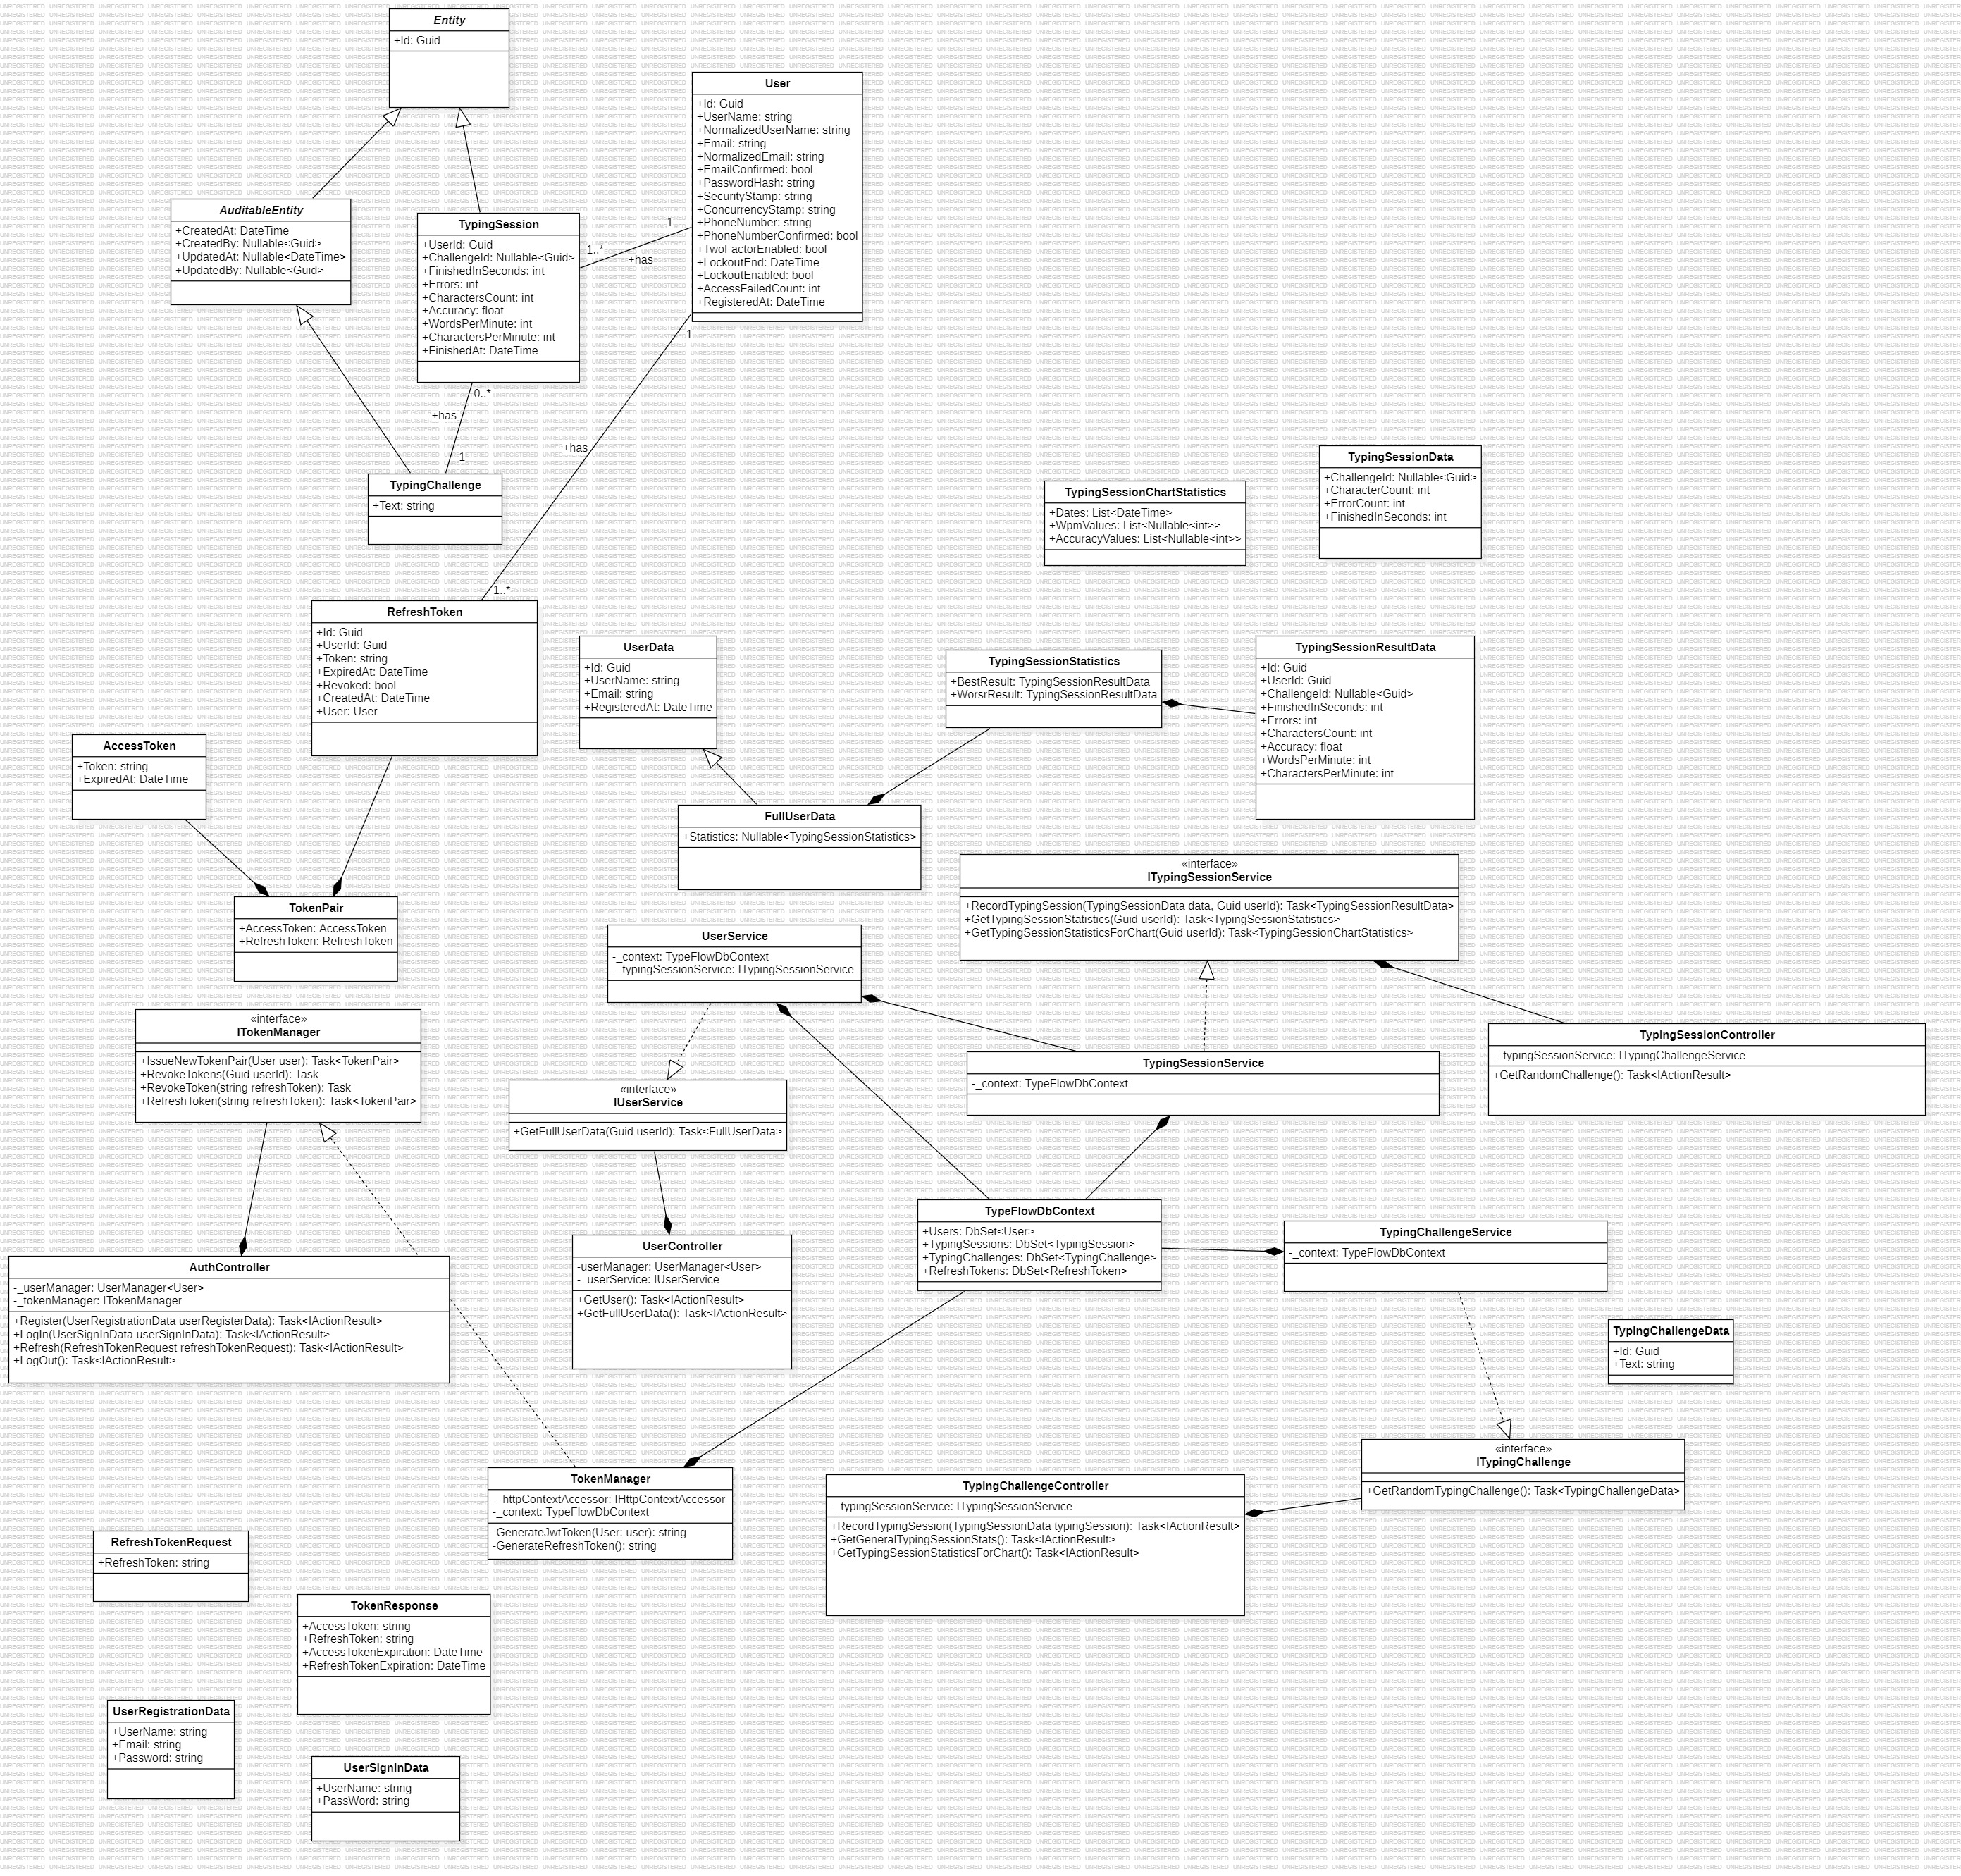 Entity
+Id: Guid
User
+Id: Guid
+UserName: string
+NormalizedUserName: string
+Email: string
+NormalizedEmail: string
+EmailConfirmed: bool
+PasswordHash: string
+SecurityStamp: string
+ConcurrencyStamp: string
+PhoneNumber: string
+PhoneNumberConfirmed: bool
+TwoFactorEnabled: bool
+LockoutEnd: DateTime
+LockoutEnabled: bool
+AccessFailedCount: int
+RegisteredAt: DateTime
AuditableEntity
+CreatedAt: DateTime
+CreatedBy: Nullable<Guid>
+UpdatedAt: Nullable<DateTime>
+UpdatedBy: Nullable<Guid>
TypingSession
+UserId: Guid
+ChallengeId: Nullable<Guid>
+FinishedInSeconds: int
+Errors: int
+CharactersCount: int
+Accuracy: float
+WordsPerMinute: int
+CharactersPerMinute: int
+FinishedAt: DateTime
1
1..*
+has
1
0..*
+has
1
+has
1..*
TypingChallenge
+Text: string
TypingSessionChartStatistics
+Dates: List<DateTime>
+WpmValues: List<Nullable<int>>
+AccuracyValues: List<Nullable<int>>
TypingSessionData
+ChallengeId: Nullable<Guid>
+CharacterCount: int
+ErrorCount: int
+FinishedInSeconds: int
RefreshToken
+Id: Guid
+UserId: Guid
+Token: string
+ExpiredAt: DateTime
+Revoked: bool
+CreatedAt: DateTime
+User: User
UserData
+Id: Guid
+UserName: string
+Email: string
+RegisteredAt: DateTime
TypingSessionStatistics
+BestResult: TypingSessionResultData
+WorsrResult: TypingSessionResultData
TypingSessionResultData
+Id: Guid
+UserId: Guid
+ChallengeId: Nullable<Guid>
+FinishedInSeconds: int
+Errors: int
+CharactersCount: int
+Accuracy: float
+WordsPerMinute: int
+CharactersPerMinute: int
AccessToken
+Token: string
+ExpiredAt: DateTime
FullUserData
+Statistics: Nullable<TypingSessionStatistics>
«interface»
ITypingSessionService
+RecordTypingSession(TypingSessionData data, Guid userId): Task<TypingSessionResultData>
+GetTypingSessionStatistics(Guid userId): Task<TypingSessionStatistics>
+GetTypingSessionStatisticsForChart(Guid userId): Task<TypingSessionChartStatistics>
TokenPair
+AccessToken: AccessToken
+RefreshToken: RefreshToken
UserService
-_context: TypeFlowDbContext
-_typingSessionService: ITypingSessionService
«interface»
ITokenManager
+IssueNewTokenPair(User user): Task<TokenPair>
+RevokeTokens(Guid userId): Task
+RevokeToken(string refreshToken): Task
+RefreshToken(string refreshToken): Task<TokenPair>
TypingSessionController
-_typingSessionService: ITypingChallengeService
+GetRandomChallenge(): Task<IActionResult>
TypingSessionService
-_context: TypeFlowDbContext
«interface»
IUserService
+GetFullUserData(Guid userId): Task<FullUserData>
TypeFlowDbContext
+Users: DbSet<User>
+TypingSessions: DbSet<TypingSession>
+TypingChallenges: DbSet<TypingChallenge>
+RefreshTokens: DbSet<RefreshToken>
TypingChallengeService
-_context: TypeFlowDbContext
UserController
-userManager: UserManager<User>
-_userService: IUserService
+GetUser(): Task<IActionResult>
+GetFullUserData(): Task<IActionResult>
AuthController
-_userManager: UserManager<User>
-_tokenManager: ITokenManager
+Register(UserRegistrationData userRegisterData): Task<IActionResult>
+LogIn(UserSignInData userSignInData): Task<IActionResult>
+Refresh(RefreshTokenRequest refreshTokenRequest): Task<IActionResult>
+LogOut(): Task<IActionResult>
TypingChallengeData
+Id: Guid
+Text: string
«interface»
ITypingChallenge
+GetRandomTypingChallenge(): Task<TypingChallengeData>
TokenManager
-_httpContextAccessor: IHttpContextAccessor
-_context: TypeFlowDbContext
-GenerateJwtToken(User: user): string
-GenerateRefreshToken(): string
TypingChallengeController
-_typingSessionService: ITypingSessionService
+RecordTypingSession(TypingSessionData typingSession): Task<IActionResult>
+GetGeneralTypingSessionStats(): Task<IActionResult>
+GetTypingSessionStatisticsForChart(): Task<IActionResult>
RefreshTokenRequest
+RefreshToken: string
TokenResponse
+AccessToken: string
+RefreshToken: string
+AccessTokenExpiration: DateTime
+RefreshTokenExpiration: DateTime
UserRegistrationData
+UserName: string
+Email: string
+Password: string
UserSignInData
+UserName: string
+PassWord: string